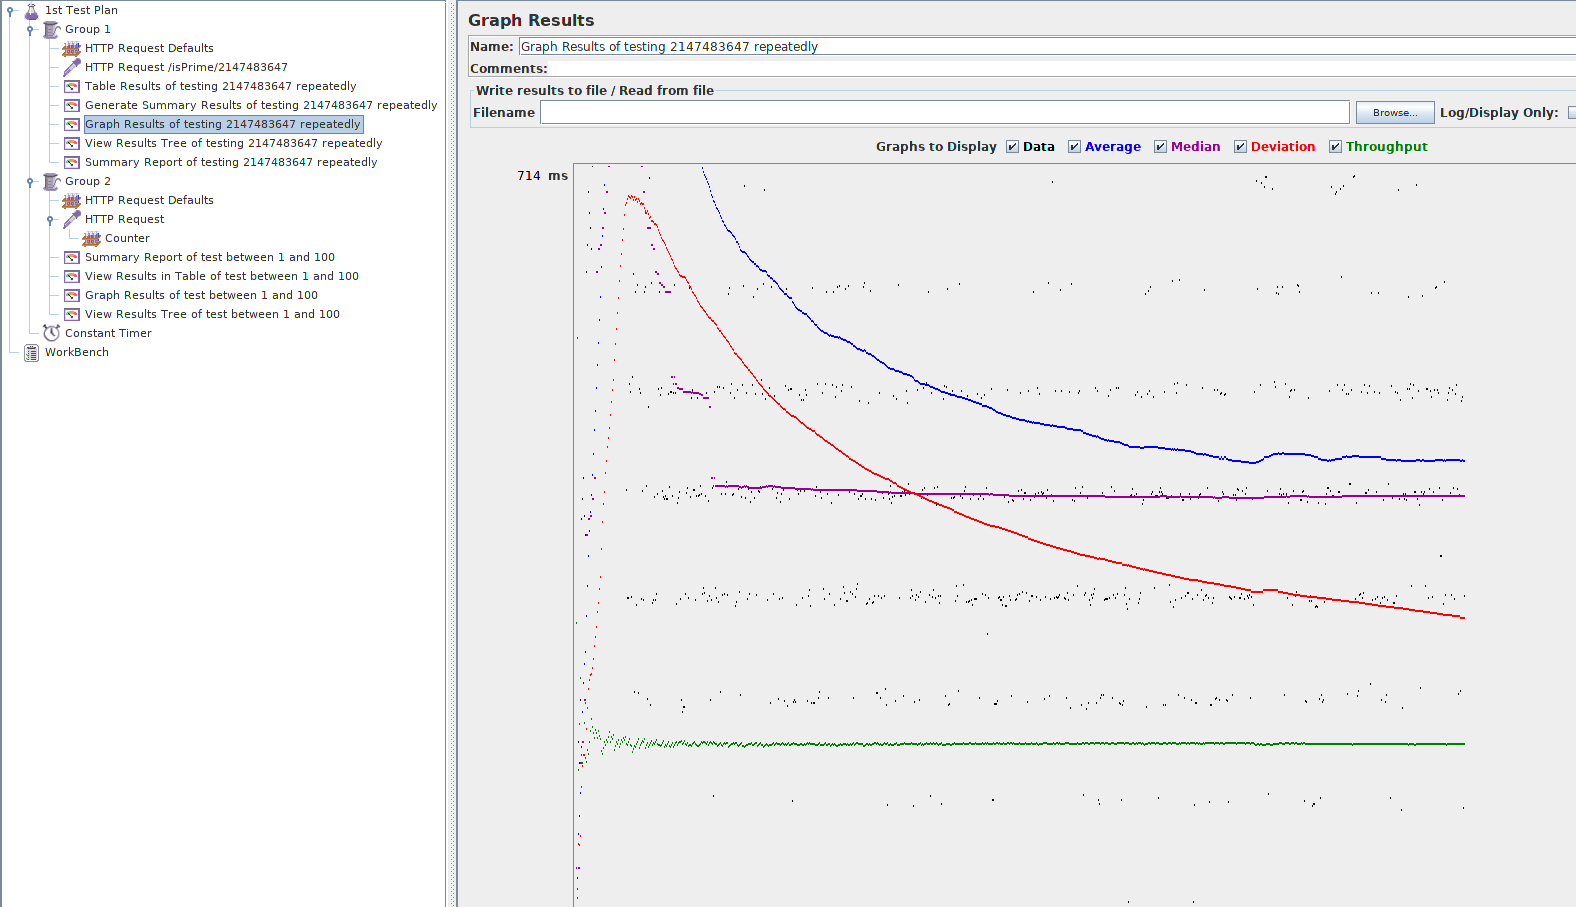 1st Test Plan
Group 1
HTTP Request Defaults
HTTP Request /isPrime/2147483647
Table Results of testing 2147483647 repeatedly
Generate Summary Results of testing 2147483647 repeatedly
Graph Results of testing 2147483647 repeatedly
View Results Tree of testing 2147483647 repeatedly
Summary Report of testing 2147483647 repeatedly
Group 2
HTTP Request Defaults
HTTP Request
Counter
Summary Report of test between 1 and 100
View Results in Table of test between 1 and 100
Graph Results of test between 1 and 100
View Results Tree of test between 1 and 100
Constant Timer
WorkBench
Graph Results
Name: Graph Results of testing 2147483647 repeatedly
Comments:
Write results to file / Read from file
Filename Browse... Log/Display Only:
Graphs to Display Data Average Median Deviation Throughput
714 ms